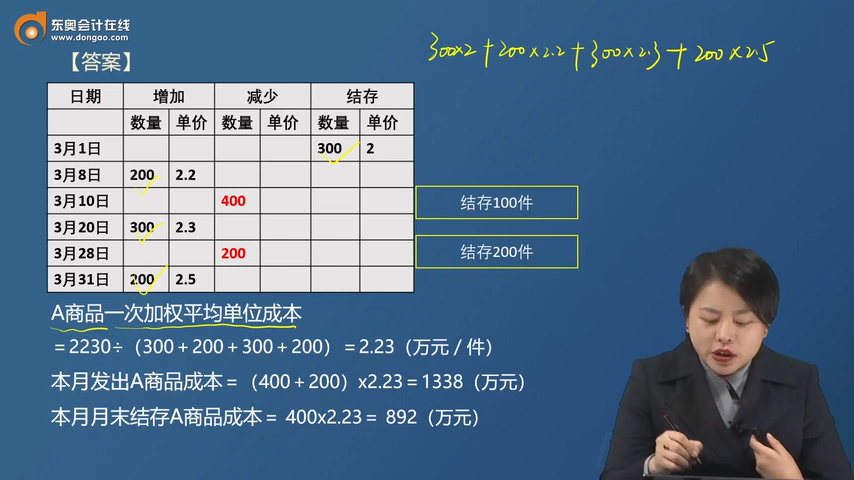 东奥会计在线
www.dongao.com
300×2+200×2.2+300×2.3+200×2.5
【答案】
日期 增加 减少 结存
数量 单价 数量 单价 数量 单价
3月1日 300 2
3月8日 200 2.2
3月10日 400
结存100件
3月20日 300 2.3
3月28日 200
结存200件
3月31日 200 2.5
A商品一次加权平均单位成本
＝2230÷（300＋200＋300＋200）＝2.23（万元／件）
本月发出A商品成本＝（400＋200）x2.23＝1338（万元）
本月月末结存A商品成本＝ 400x2.23＝ 892（万元）